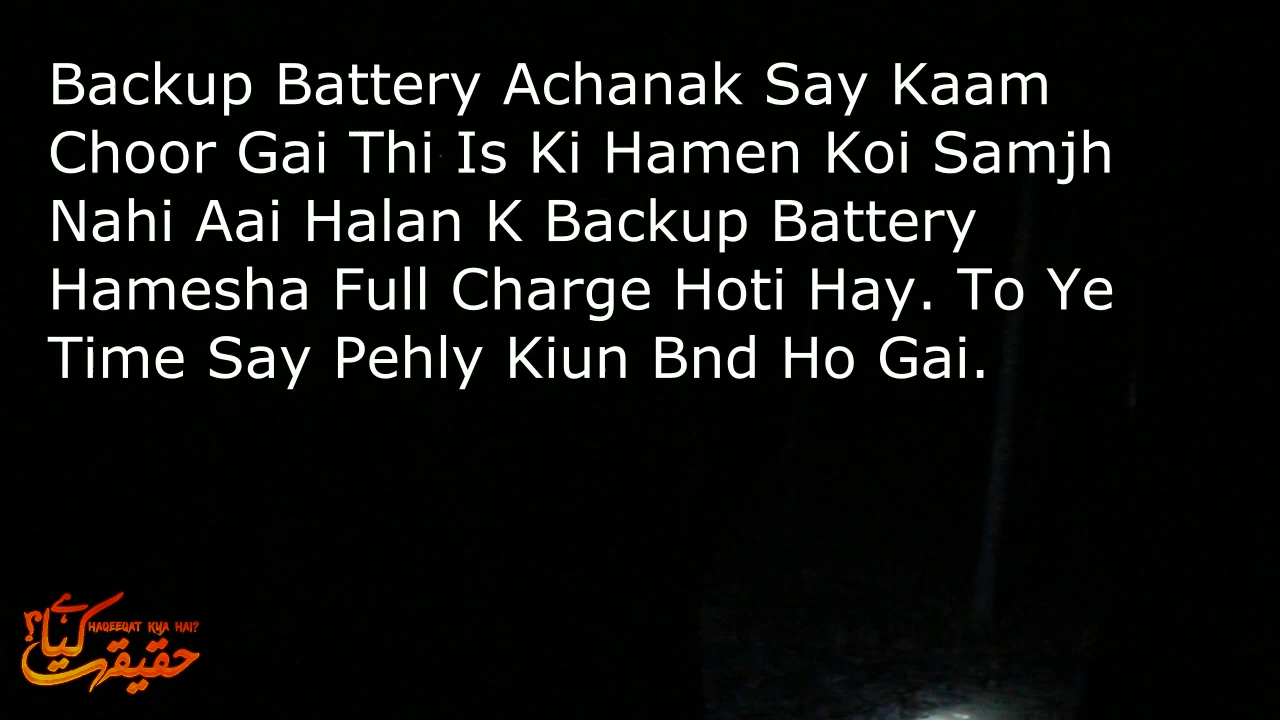 Backup Battery Achanak Say Kaam
Choor Gai Thi Is Ki Hamen Koi Samjh
Nahi Aai Halan K Backup Battery
Hamesha Full Charge Hoti Hay. To Ye
Time Say Pehly Kiun Bnd Ho Gai.
حقیقت کیا ہے؟
HAQEEQAT KYA HAI?